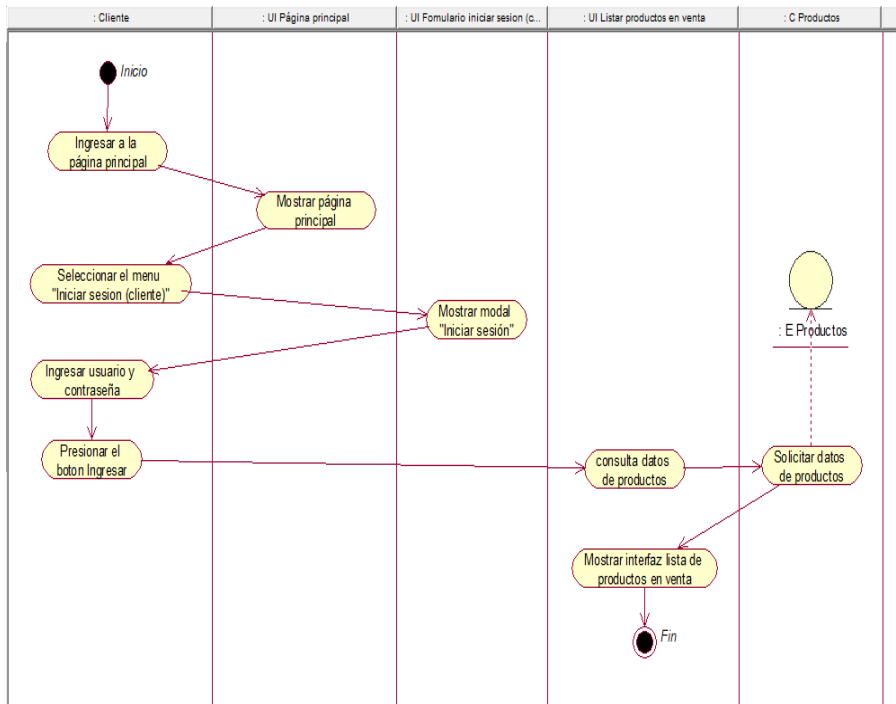 : Cliente
: UI Página principal
: UI Fomulario iniciar sesion (c...
: UI Listar productos en venta
: C Productos
Inicio
Ingresar a la
página principal
Mostrar página
principal
Seleccionar el menu
"Iniciar sesion (cliente)"
Mostrar modal
"Iniciar sesión"
: E Productos
Ingresar usuario y
contraseña
Presionar el
boton Ingresar
consulta datos
de productos
Solicitar datos
de productos
Mostrar interfaz lista de
productos en venta
Fin